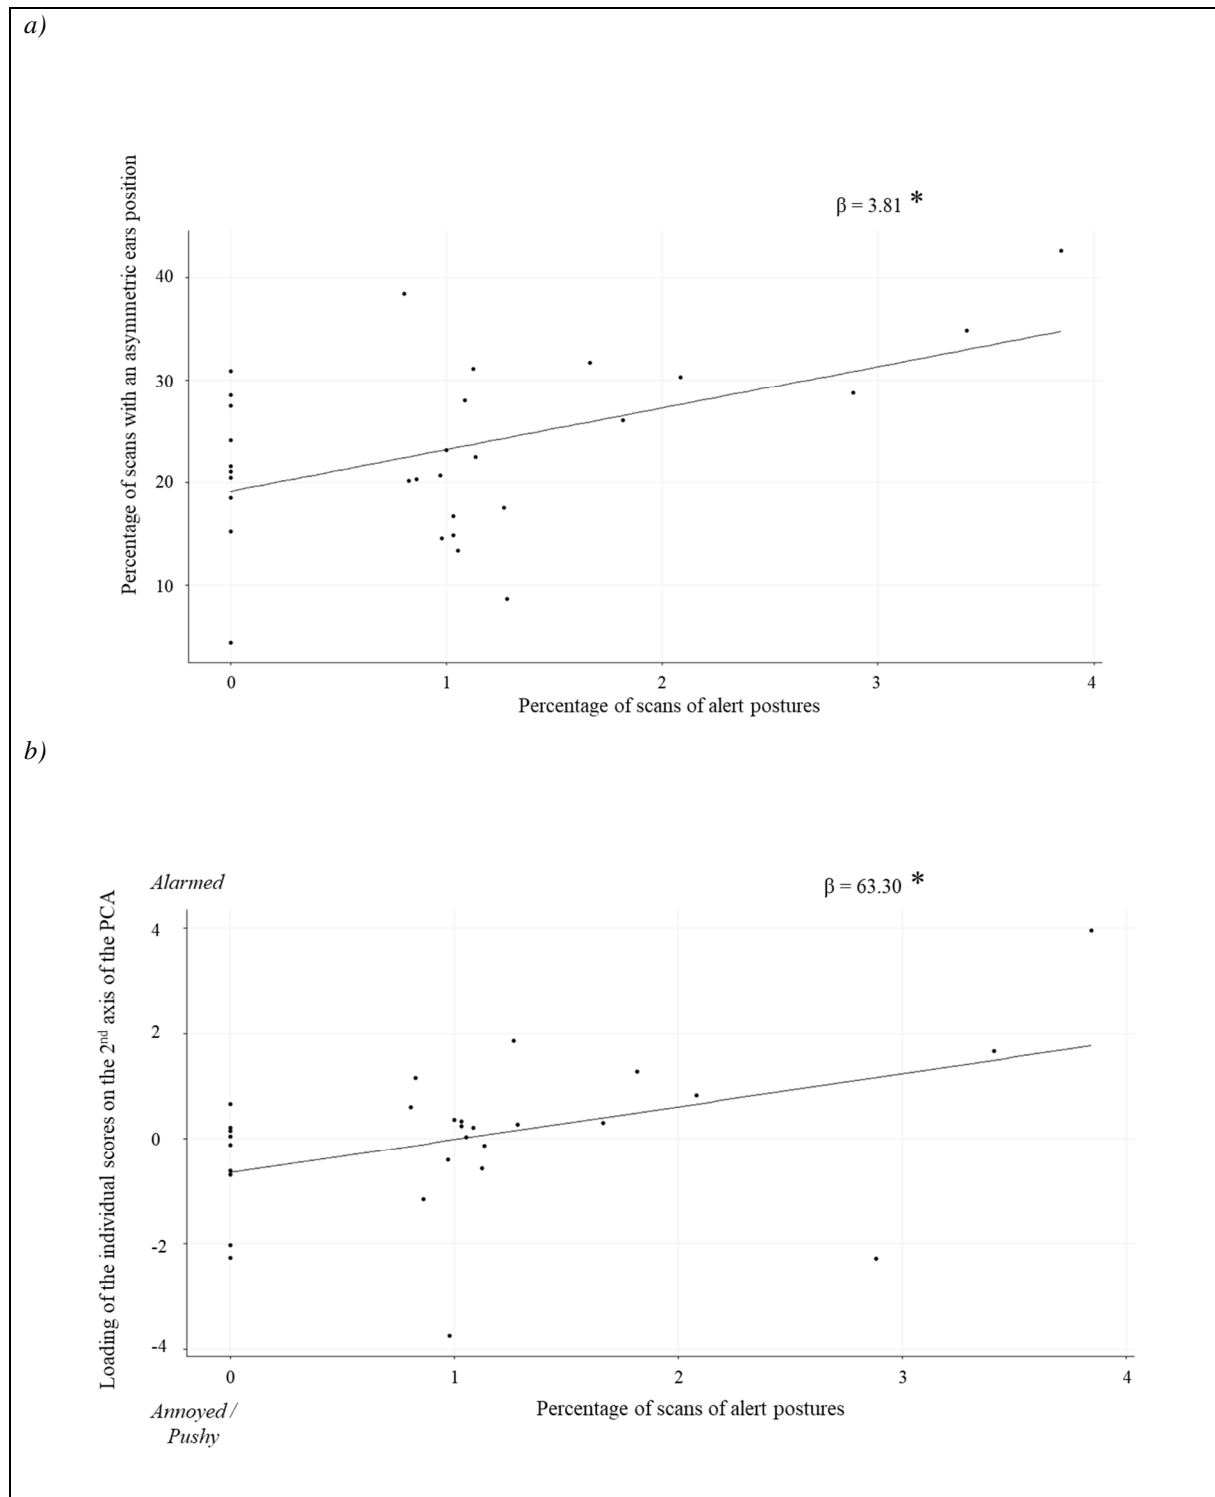 a)
Percentage of scans with an asymmetric ears position
β = 3.81 *
40
30
20
10
0 1 2 3 4
Percentage of scans of alert postures
b)
Loading of the individual scores on the 2nd axis of the PCA
Alarmed
β = 63.30 *
4
2
0
-2
-4
0 1 2 3 4
Annoyed /
Pushy
Percentage of scans of alert postures